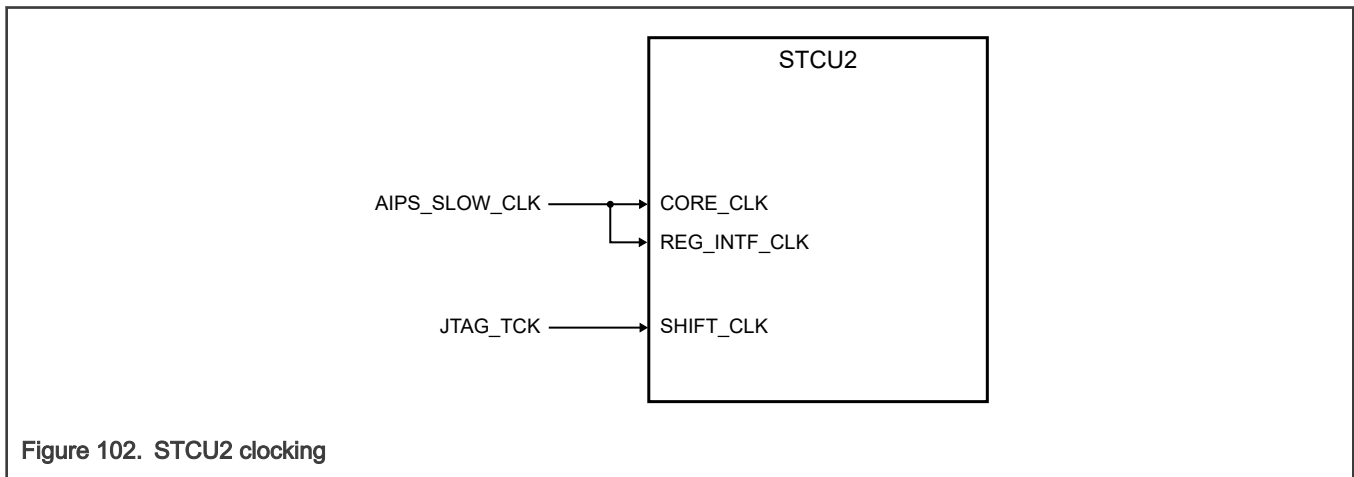 STCU2
AIPS_SLOW_CLK
CORE_CLK
REG_INTF_CLK
JTAG_TCK
SHIFT_CLK
Figure 102. STCU2 clocking